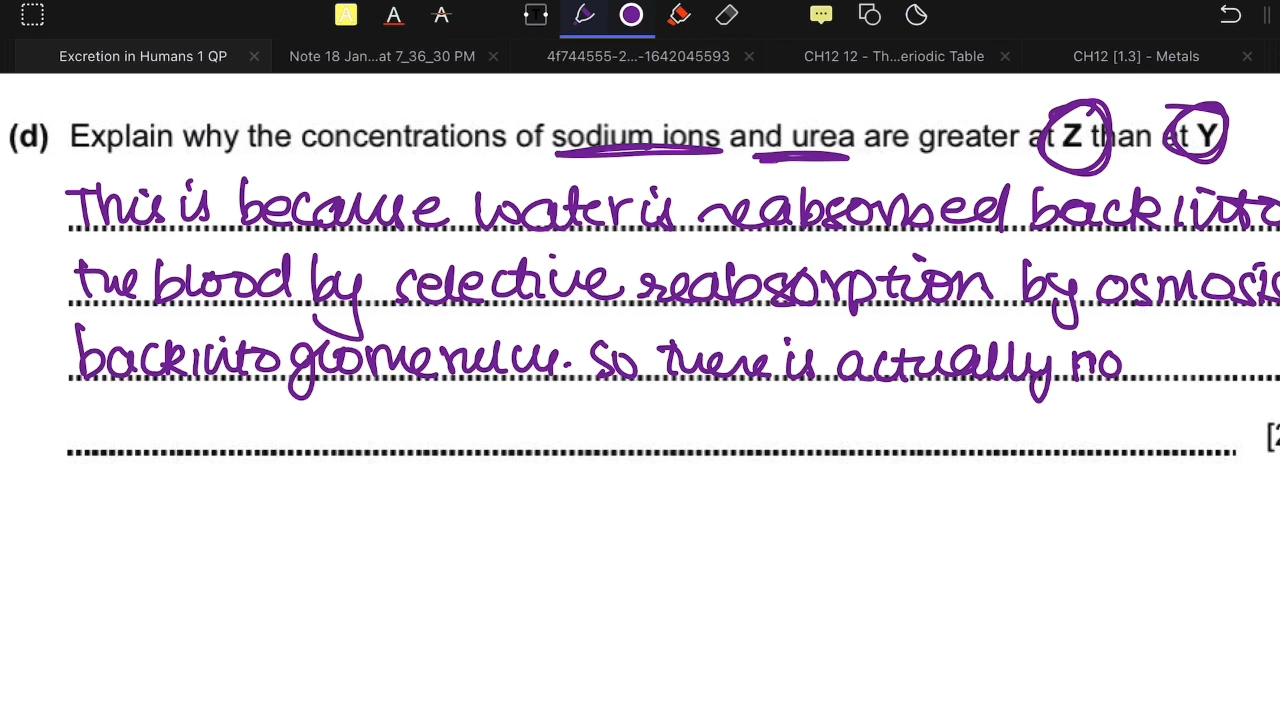 A A A T
Excretion in Humans 1 QP × Note 18 Jan...at 7_36_30 PM × 4f744555-2...-1642045593 × CH12 12 - Th...eriodic Table × CH12 [1.3] - Metals ×
(d) Explain why the concentrations of sodium ions and urea are greater at Z than at Y
This is because water is reabsorbed back into
the blood by selective reabsorption by osmosis
back into glomerulus. So there is actually no
[2